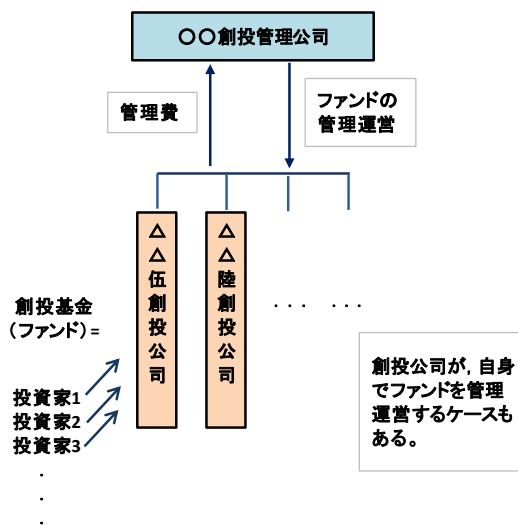 〇〇創投管理公司
管理費
ファンドの
管理運営
△△伍創投公司
△△陸創投公司
・・・ ・・・
創投基金
（ファンド）=
投資家1
投資家2
投資家3
・
・
・
創投公司が，自身
でファンドを管理
運営するケースも
ある。